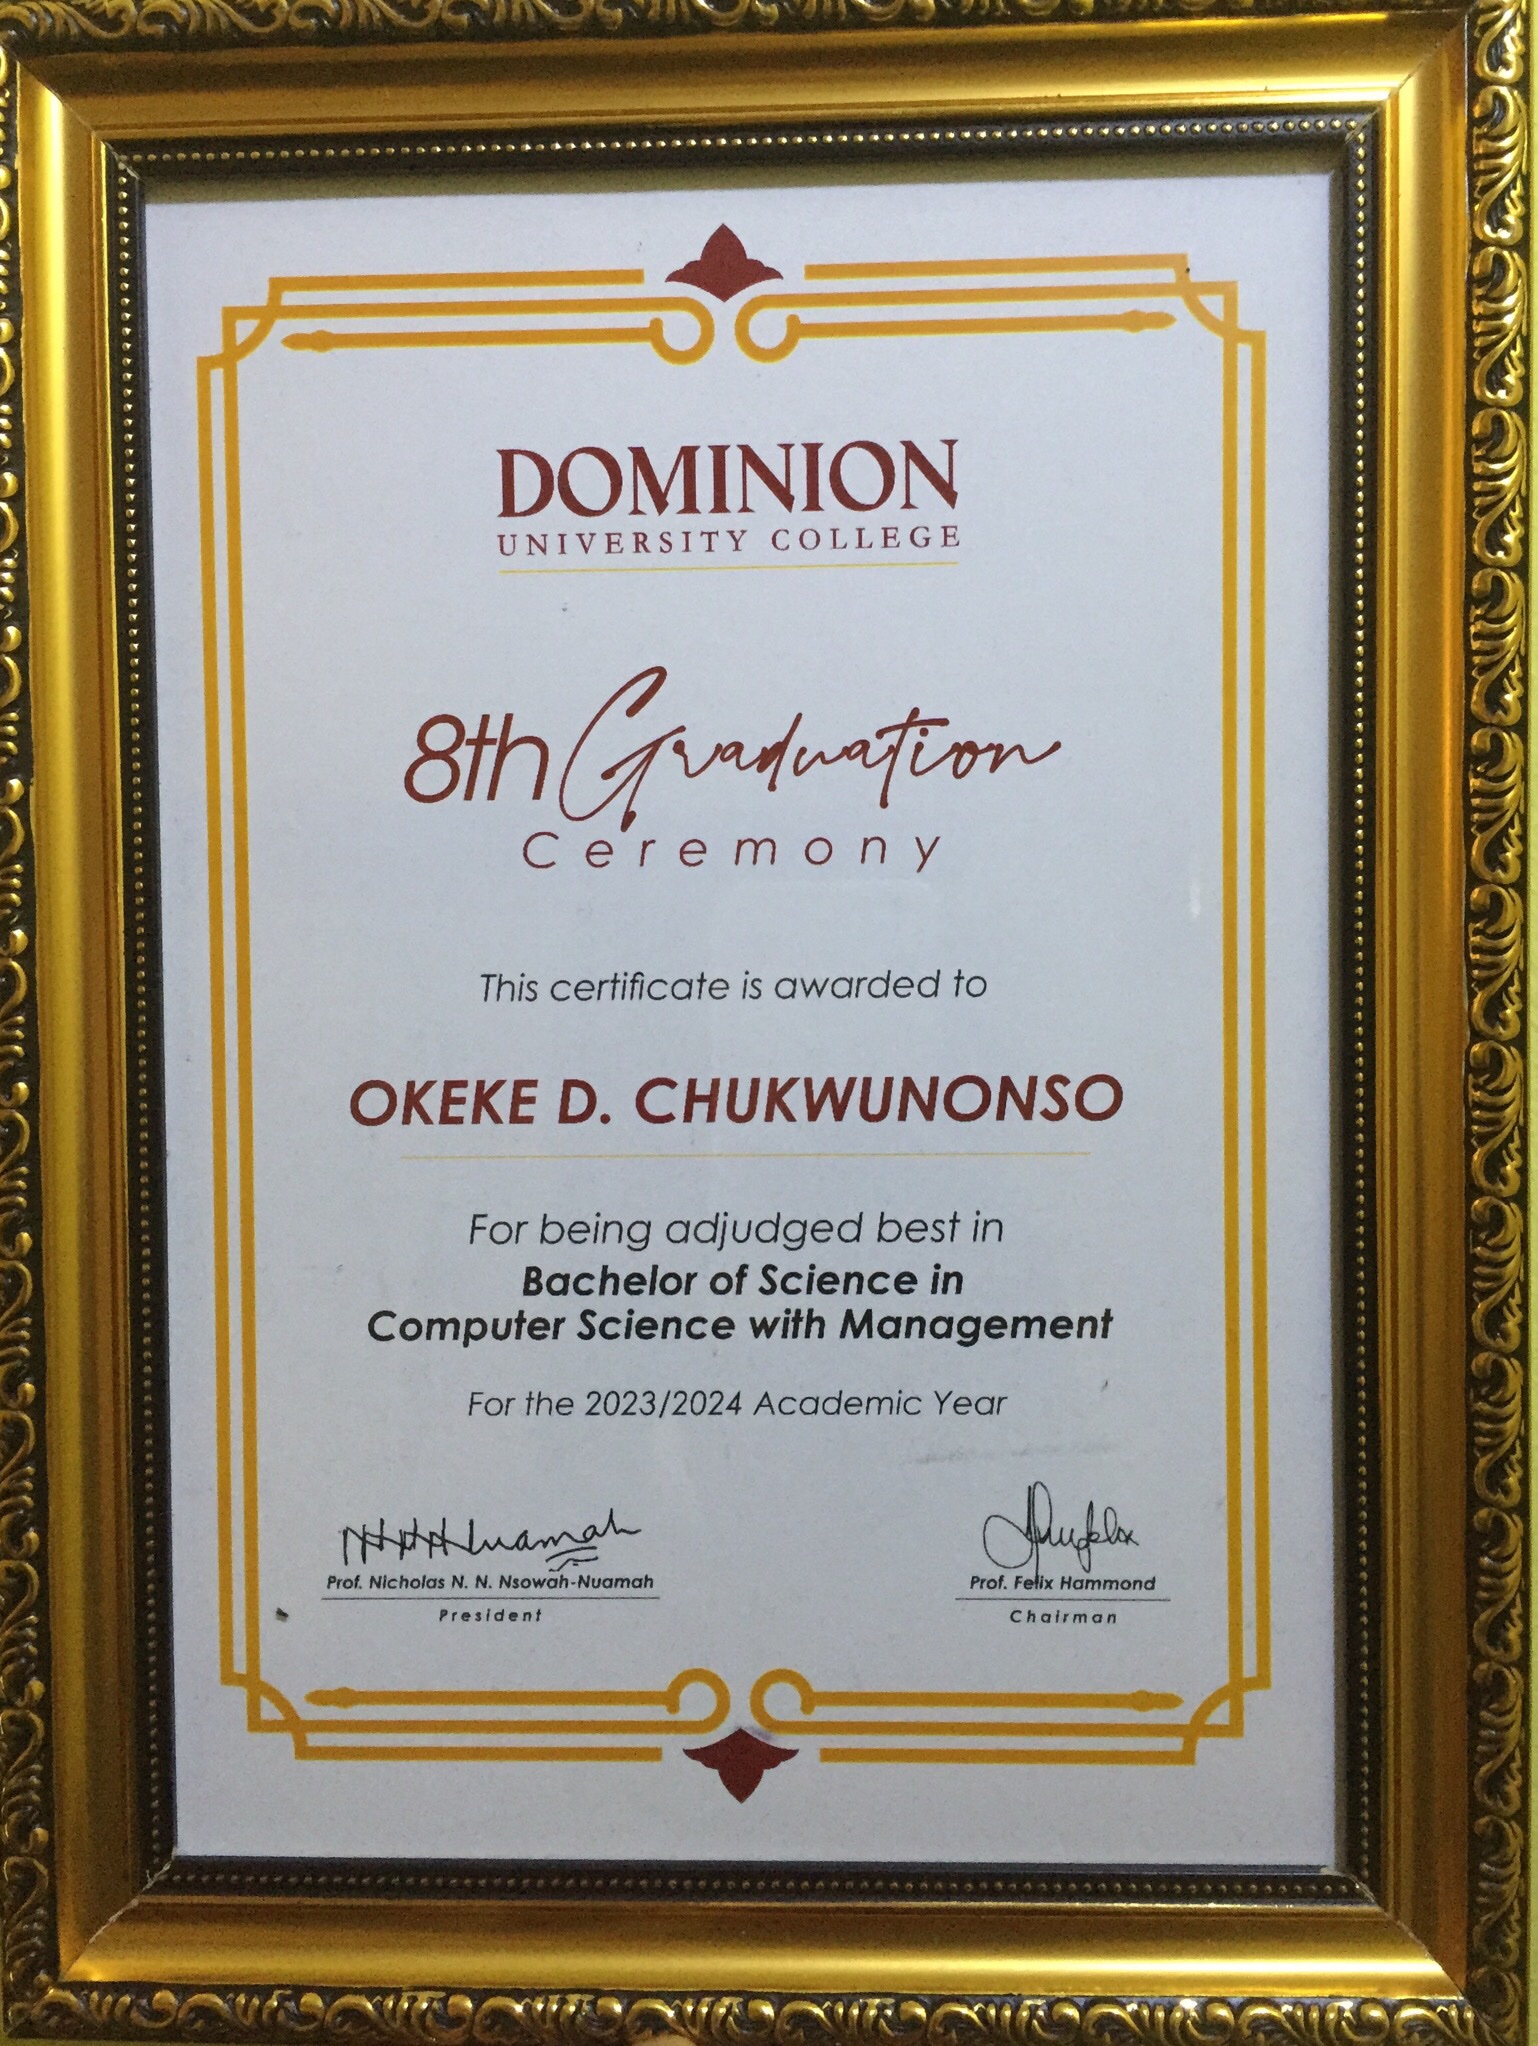 DOMINION
UNIVERSITY COLLEGE
8th Graduation
Ceremony
This certificate is awarded to
OKEKE D. CHUKWUNONSO
For being adjudged best in
Bachelor of Science in
Computer Science with Management
For the 2023/2024 Academic Year
Prof. Nicholas N. N. Nsowah-Nuamah
President
Prof. Felix Hammond
Chairman